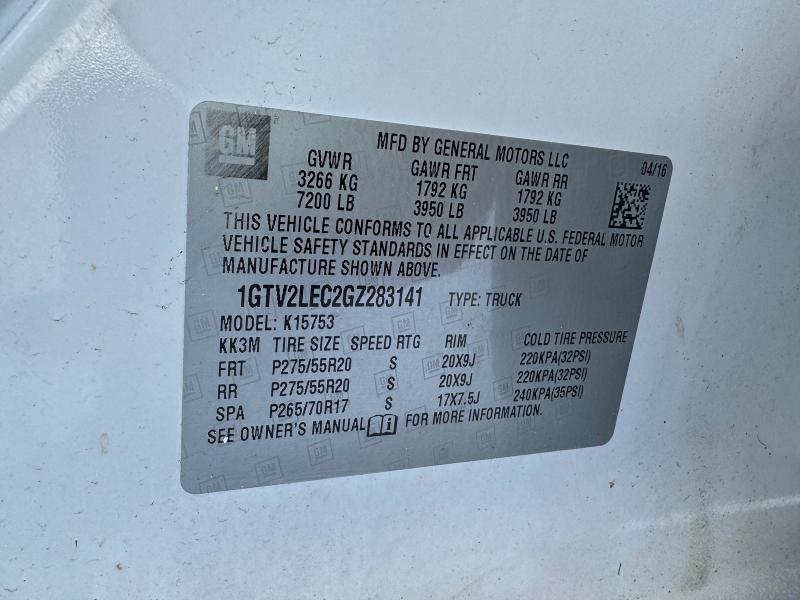 GM
MFD BY GENERAL MOTORS LLC
04/16
GVWR GAWR FRT GAWR RR
3266 KG 1792 KG 1792 KG
7200 LB 3950 LB 3950 LB
THIS VEHICLE CONFORMS TO ALL APPLICABLE U.S. FEDERAL MOTOR
VEHICLE SAFETY STANDARDS IN EFFECT ON THE DATE OF
MANUFACTURE SHOWN ABOVE.
1GTV2LEC2GZ283141 TYPE: TRUCK
MODEL: K15753
KK3M TIRE SIZE SPEED RTG RIM COLD TIRE PRESSURE
FRT P275/55R20 S 20X9J 220KPA(32PSI)
RR P275/55R20 S 20X9J 220KPA(32PSI)
SPA P265/70R17 S 17X7.5J 240KPA(35PSI)
SEE OWNER'S MANUAL i FOR MORE INFORMATION.